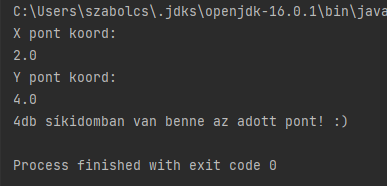 C:\Users\szabolcs\.jdks\openjdk-16.0.1\bin\java
X pont koord:
2.0
Y pont koord:
4.0
4db síkidomban van benne az adott pont! :)
Process finished with exit code 0